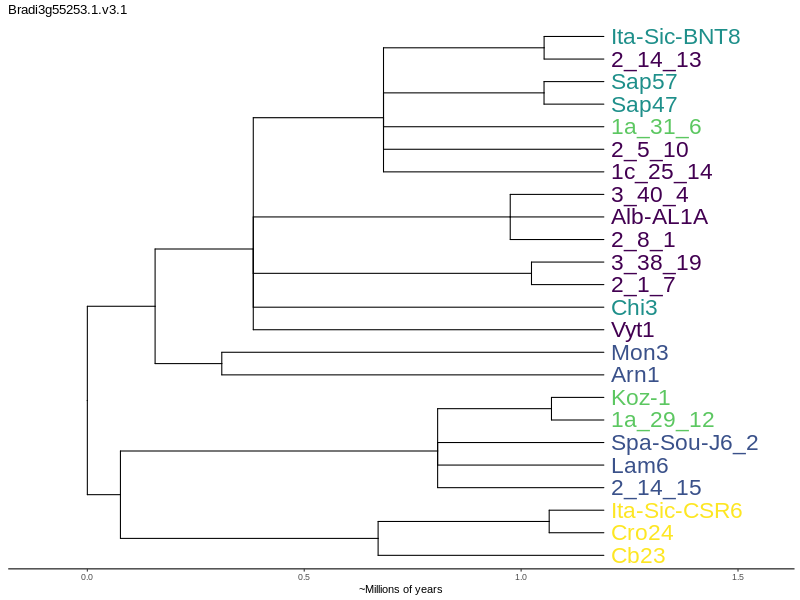 Bradi3g55253.1.v3.1
Ita-Sic-BNT8
2_14_13
Sap57
Sap47
1a_31_6
2_5_10
1c_25_14
3_40_4
Alb-AL1A
2_8_1
3_38_19
2_1_7
Chi3
Vyt1
Mon3
Arn1
Koz-1
1a_29_12
Spa-Sou-J6_2
Lam6
2_14_15
Ita-Sic-CSR6
Cro24
Cb23
0.0 0.5 1.0 1.5
~Millions of years